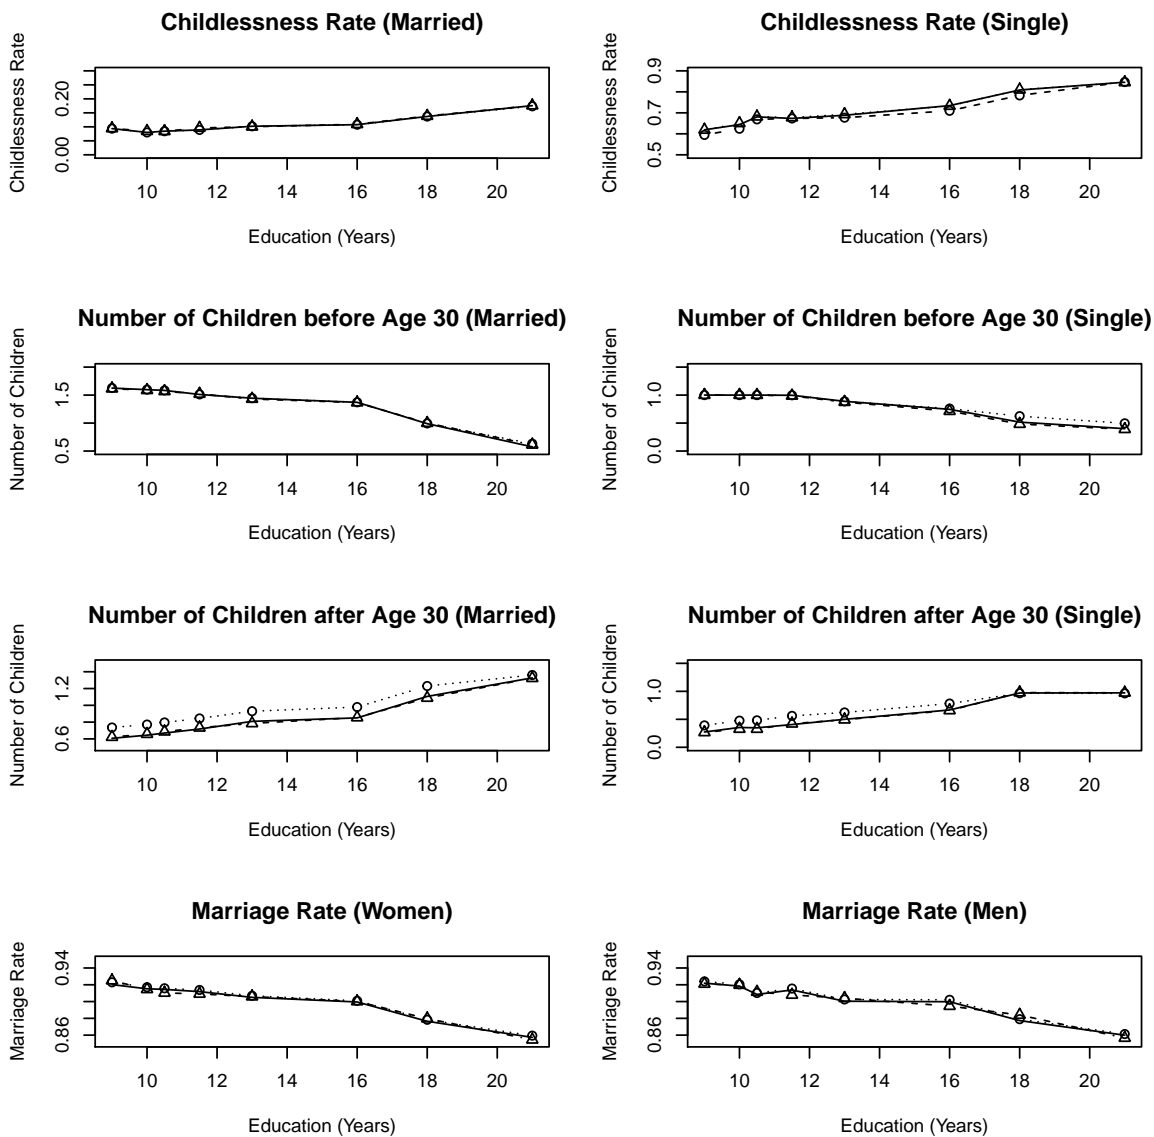 Childlessness Rate (Married)
Childlessness Rate
0.00 0.20
10 12 14 16 18 20
Education (Years)
Childlessness Rate (Single)
Childlessness Rate
0.5 0.7 0.9
10 12 14 16 18 20
Education (Years)
Number of Children before Age 30 (Married)
Number of Children
0.5 1.5
10 12 14 16 18 20
Education (Years)
Number of Children before Age 30 (Single)
Number of Children
0.0 1.0
10 12 14 16 18 20
Education (Years)
Number of Children after Age 30 (Married)
Number of Children
0.6 1.2
10 12 14 16 18 20
Education (Years)
Number of Children after Age 30 (Single)
Number of Children
0.0 1.0
10 12 14 16 18 20
Education (Years)
Marriage Rate (Women)
Marriage Rate
0.86 0.94
10 12 14 16 18 20
Education (Years)
Marriage Rate (Men)
Marriage Rate
0.86 0.94
10 12 14 16 18 20
Education (Years)